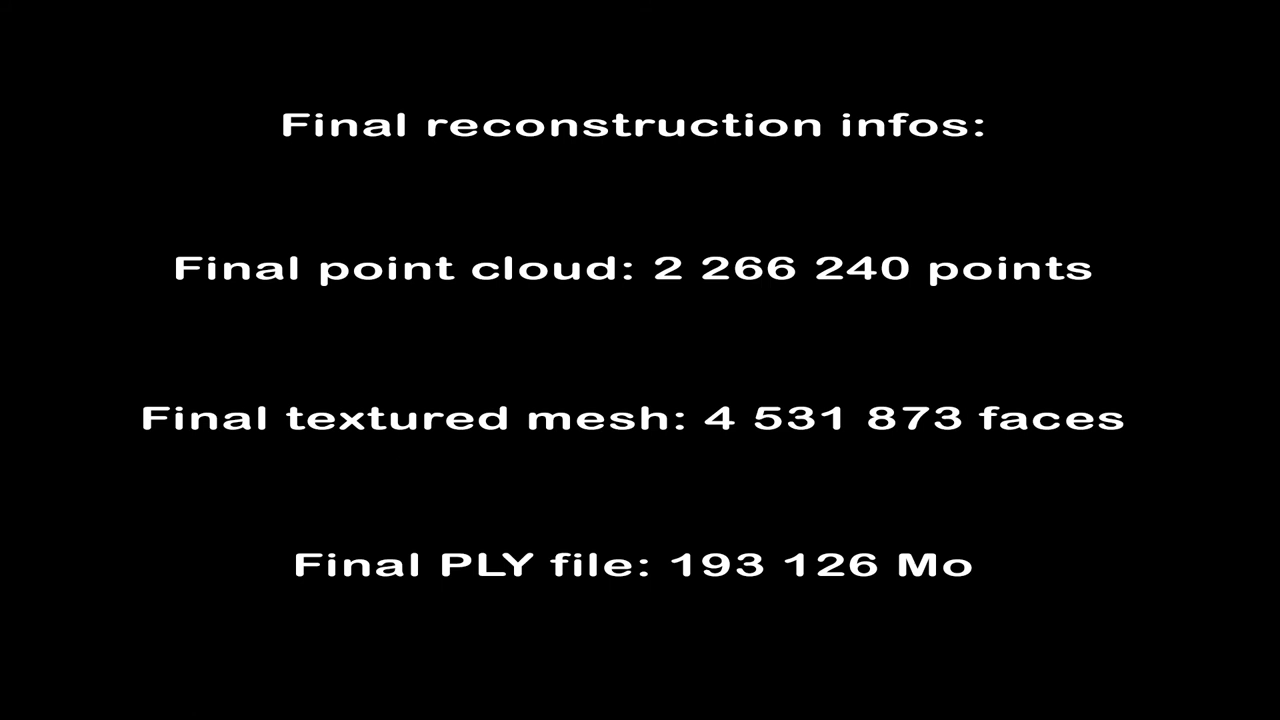 Final reconstruction infos:
Final point cloud: 2 266 240 points
Final textured mesh: 4 531 873 faces
Final PLY file: 193 126 Mo